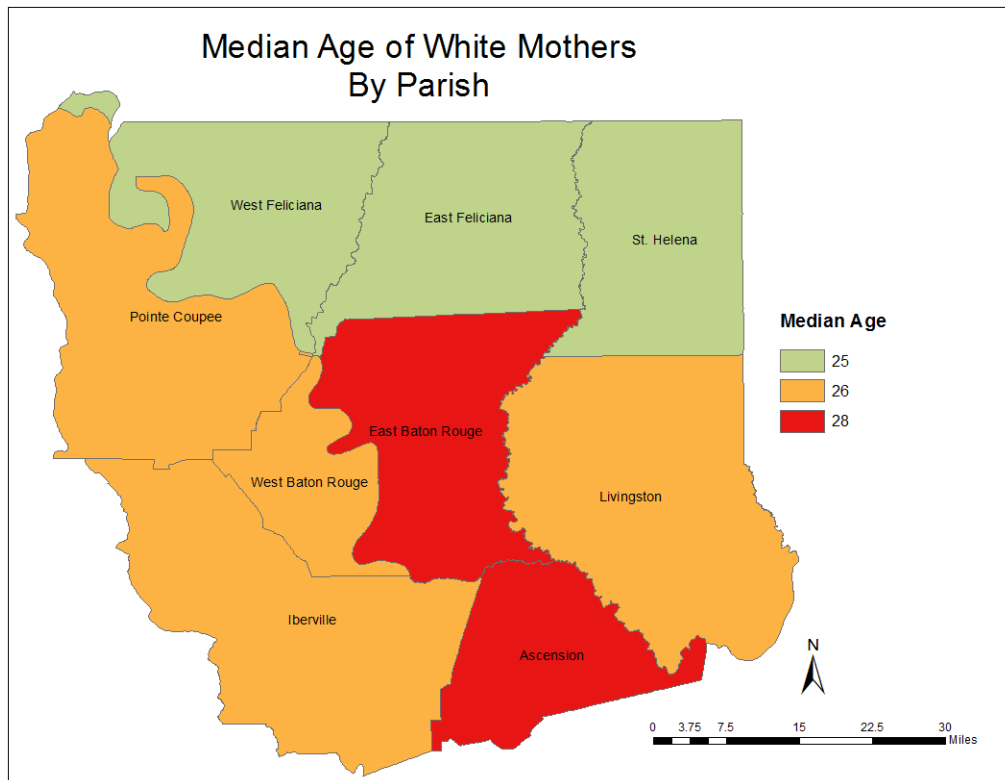 Median Age of White Mothers
By Parish
West Feliciana
East Feliciana
St. Helena
Pointe Coupee
East Baton Rouge
West Baton Rouge
Livingston
Iberville
Ascension
Median Age
25
26
28
N
0 3.75 7.5 15 22.5 30
Miles